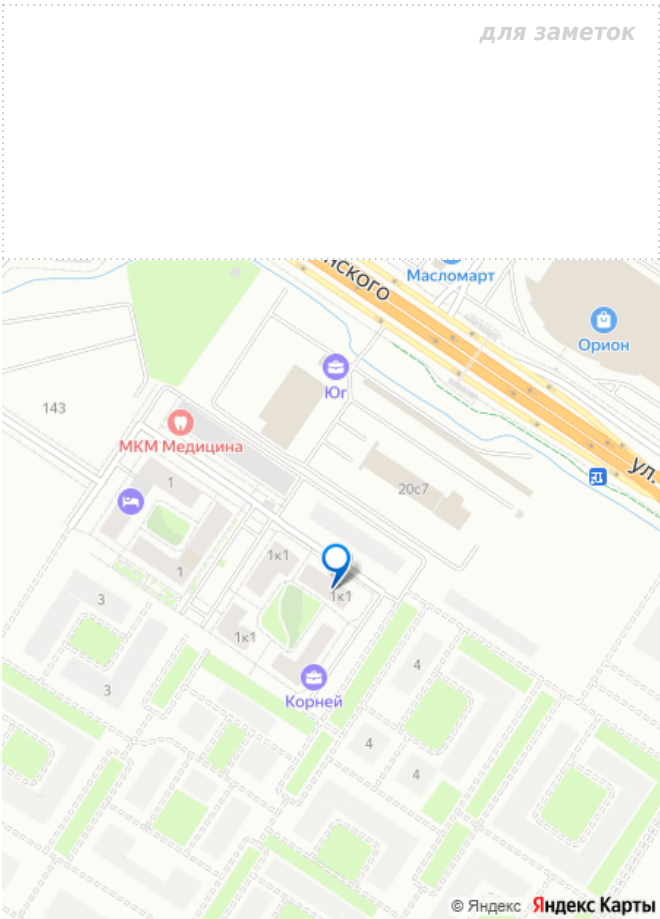 для заметок
йского
Масломарт
Орион
Юг
143
МКМ Медицина
ул.
20с7
1
1к1
1
1к1
3
1к1
4
3
Корней
4
4
© Яндекс Яндекс Карты